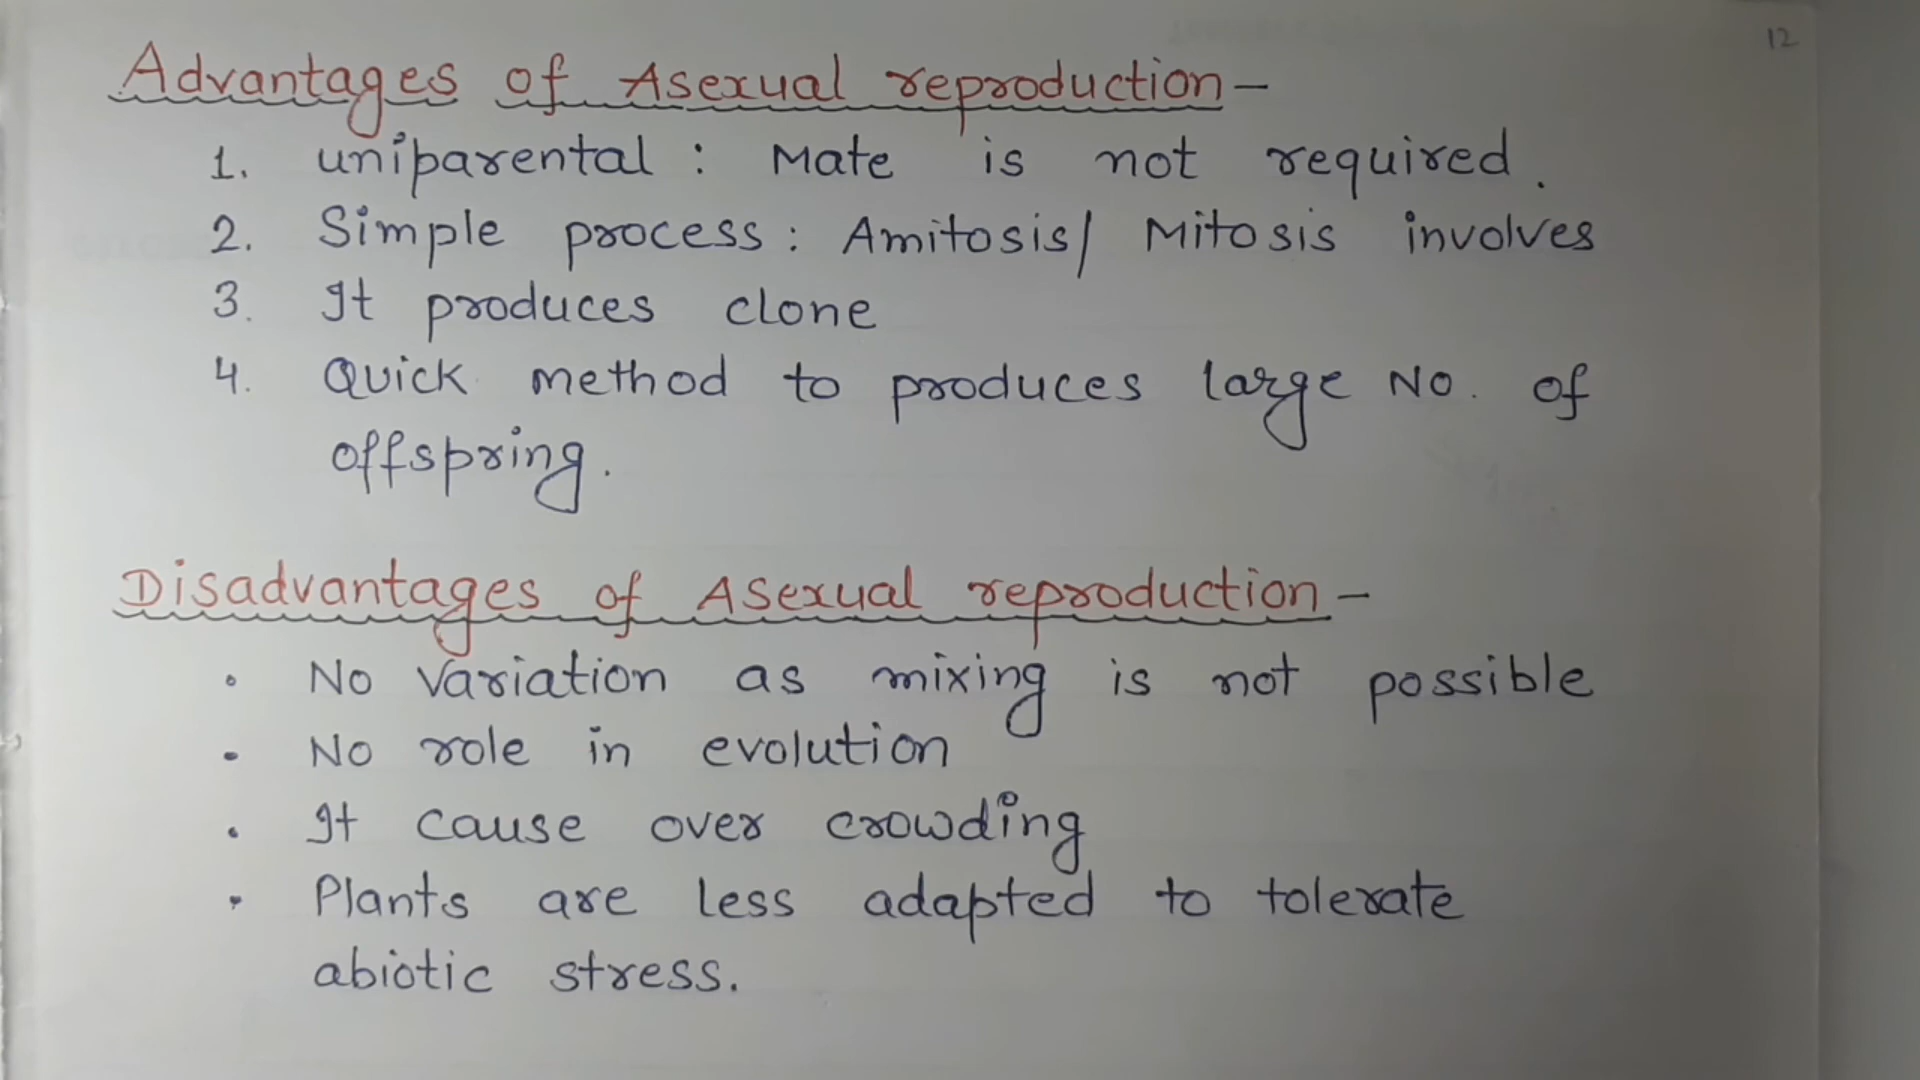 12
Advantages of Asexual reproduction-
1. uniparental : Mate is not required.
2. Simple process : Amitosis/ Mitosis involves
3. It produces clone
4. Quick method to produces large No. of
offspring.
Disadvantages of Asexual reproduction-
• No variation as mixing is not possible
• No role in evolution
• It cause over crowding
• Plants are less adapted to tolerate
abiotic stress.